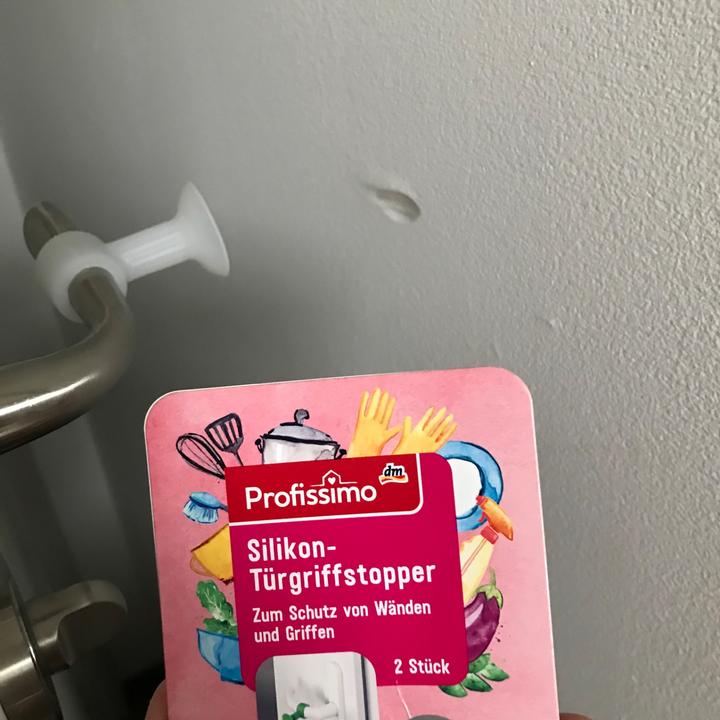 dm
Profissimo
Silikon-
Türgriffstopper
Zum Schutz von Wänden
und Griffen
2 Stück